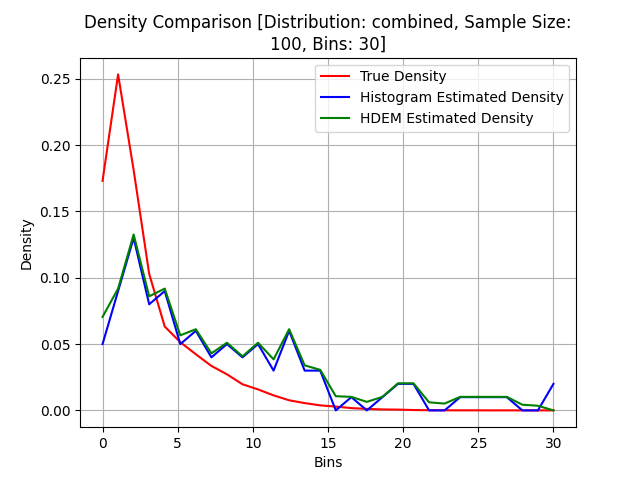 Density Comparison [Distribution: combined, Sample Size:
100, Bins: 30]
True Density
Histogram Estimated Density
HDEM Estimated Density
Density
0.25
0.20
0.15
0.10
0.05
0.00
0 5 10 15 20 25 30
Bins